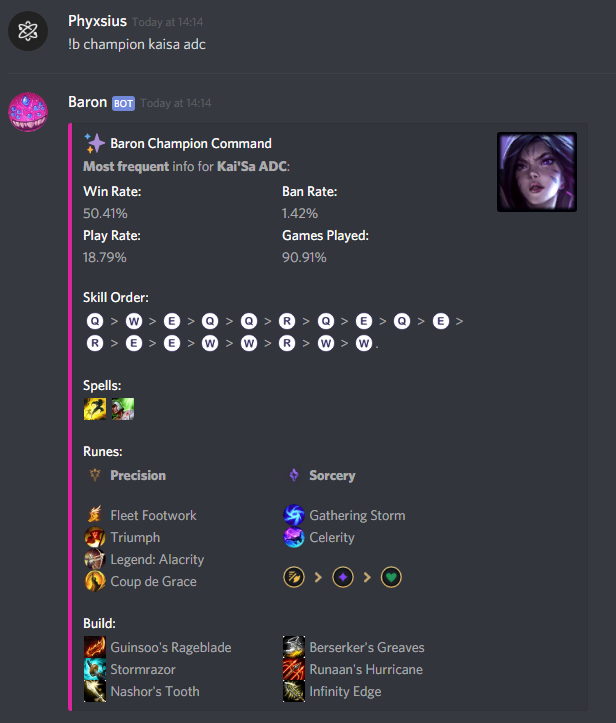 Phyxsius Today at 14:14
!b champion kaisa adc
Baron BOT Today at 14:14
Baron Champion Command
Most frequent info for Kai'Sa ADC:
Win Rate: Ban Rate:
50.41% 1.42%
Play Rate: Games Played:
18.79% 90.91%
Skill Order:
Q > W > E > Q > Q > R > Q > E > Q > E >
R > E > E > W > W > R > W > W .
Spells:
Runes:
Precision Sorcery
Fleet Footwork Gathering Storm
Triumph Celerity
Legend: Alacrity
Coup de Grace
> >
Build:
Guinsoo's Rageblade Berserker's Greaves
Stormrazor Runaan's Hurricane
Nashor's Tooth Infinity Edge